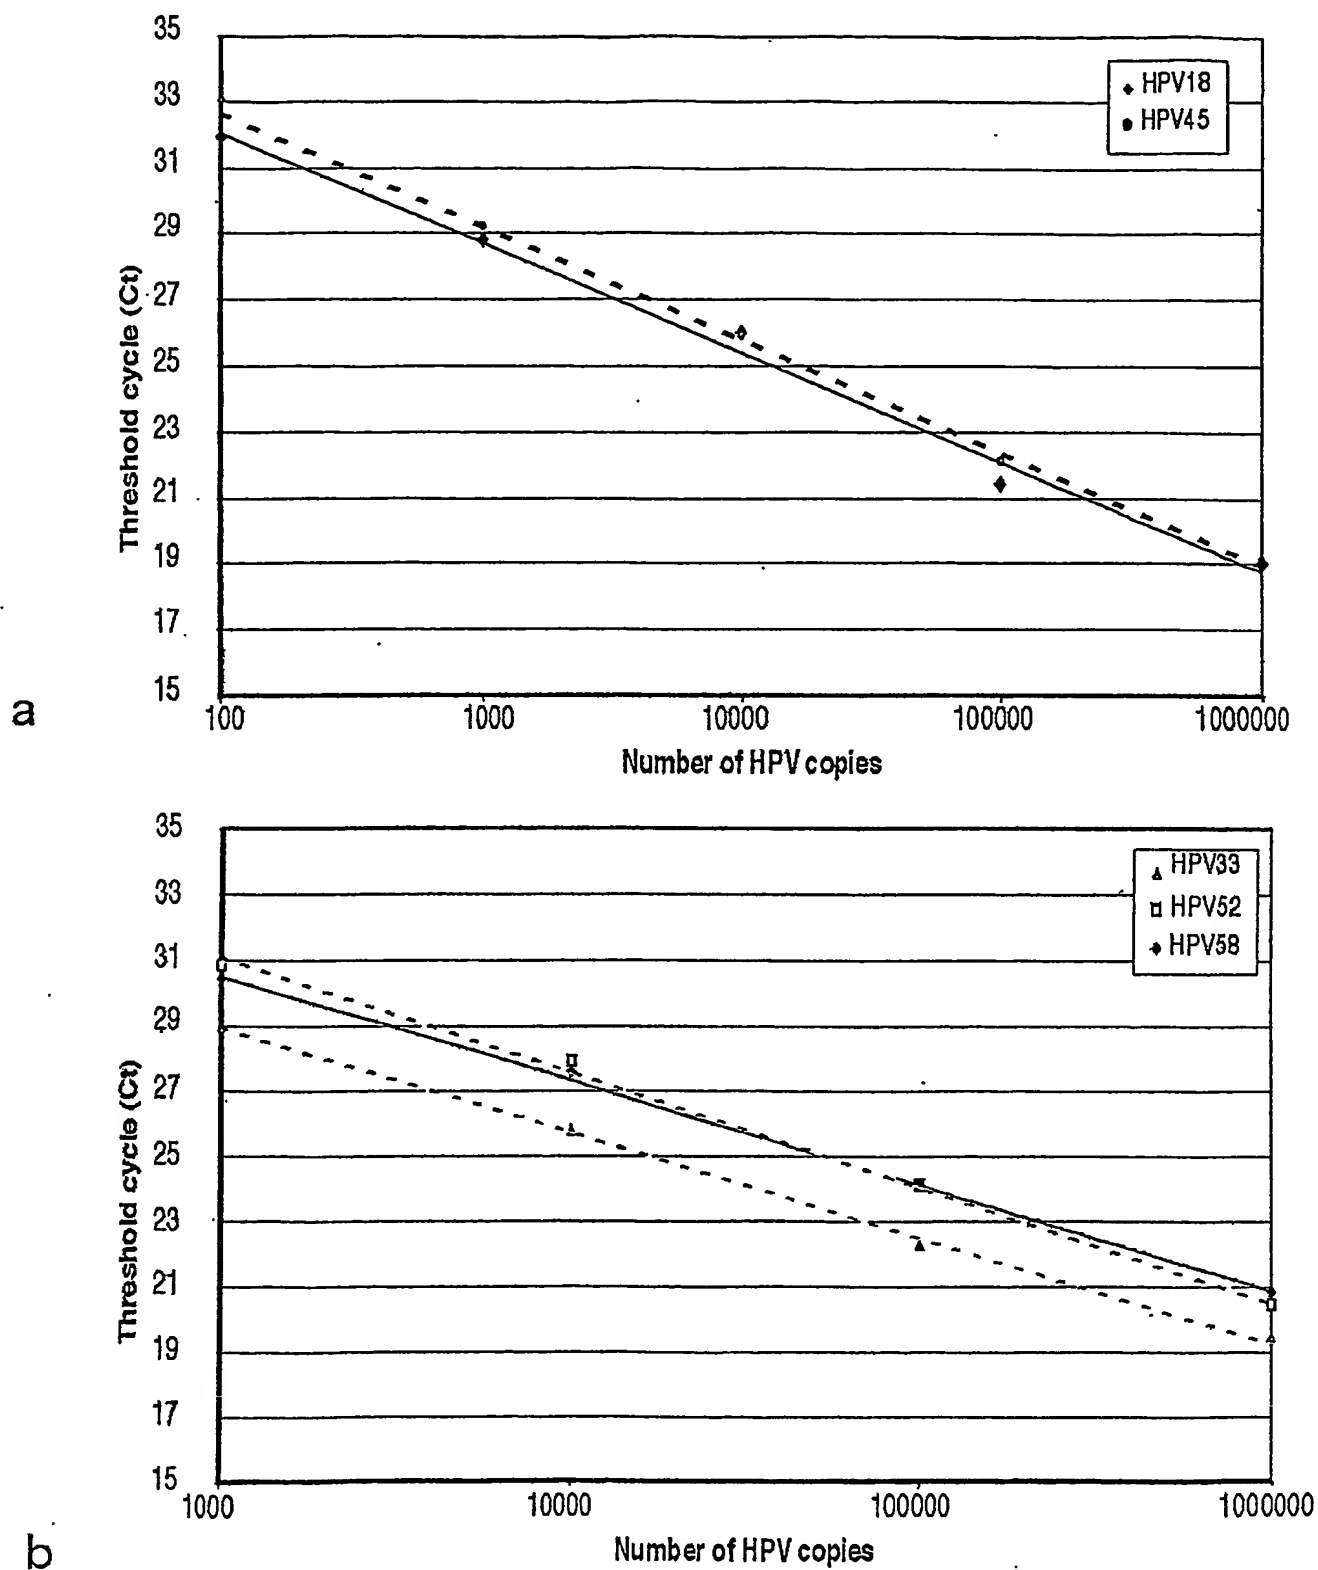 35
33
31
29
27
25
23
21
19
17
15
Threshold cycle (Ct)
HPV18
HPV45
100 1000 10000 100000 1000000
Number of HPV copies
a
35
33
31
29
27
25
23
21
19
17
15
Threshold cycle (Ct)
HPV33
HPV52
HPV58
1000 10000 100000 1000000
Number of HPV copies
b